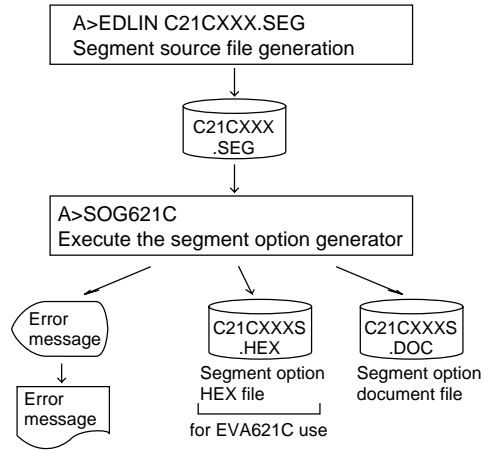 A>EDLIN C21CXXX.SEG
Segment source file generation
C21CXXX
.SEG
A>SOG621C
Execute the segment option generator
Error
message
C21CXXXS
.HEX
C21CXXXS
.DOC
Error
message
Segment option
HEX file
Segment option
document file
for EVA621C use